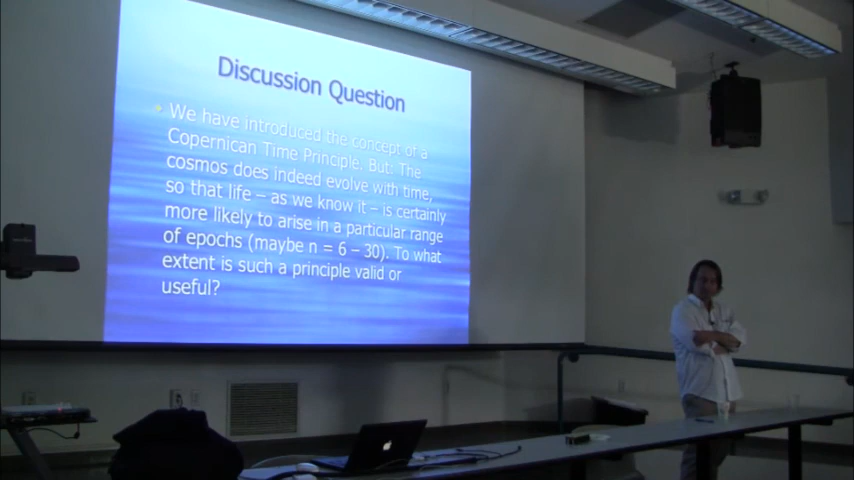 Discussion Question
We have introduced the concept of a
Copernican Time Principle. But: The
cosmos does indeed evolve with time,
so that life – as we know it – is certainly
more likely to arise in a particular range
of epochs (maybe n = 6 – 30). To what
extent is such a principle valid or
useful?